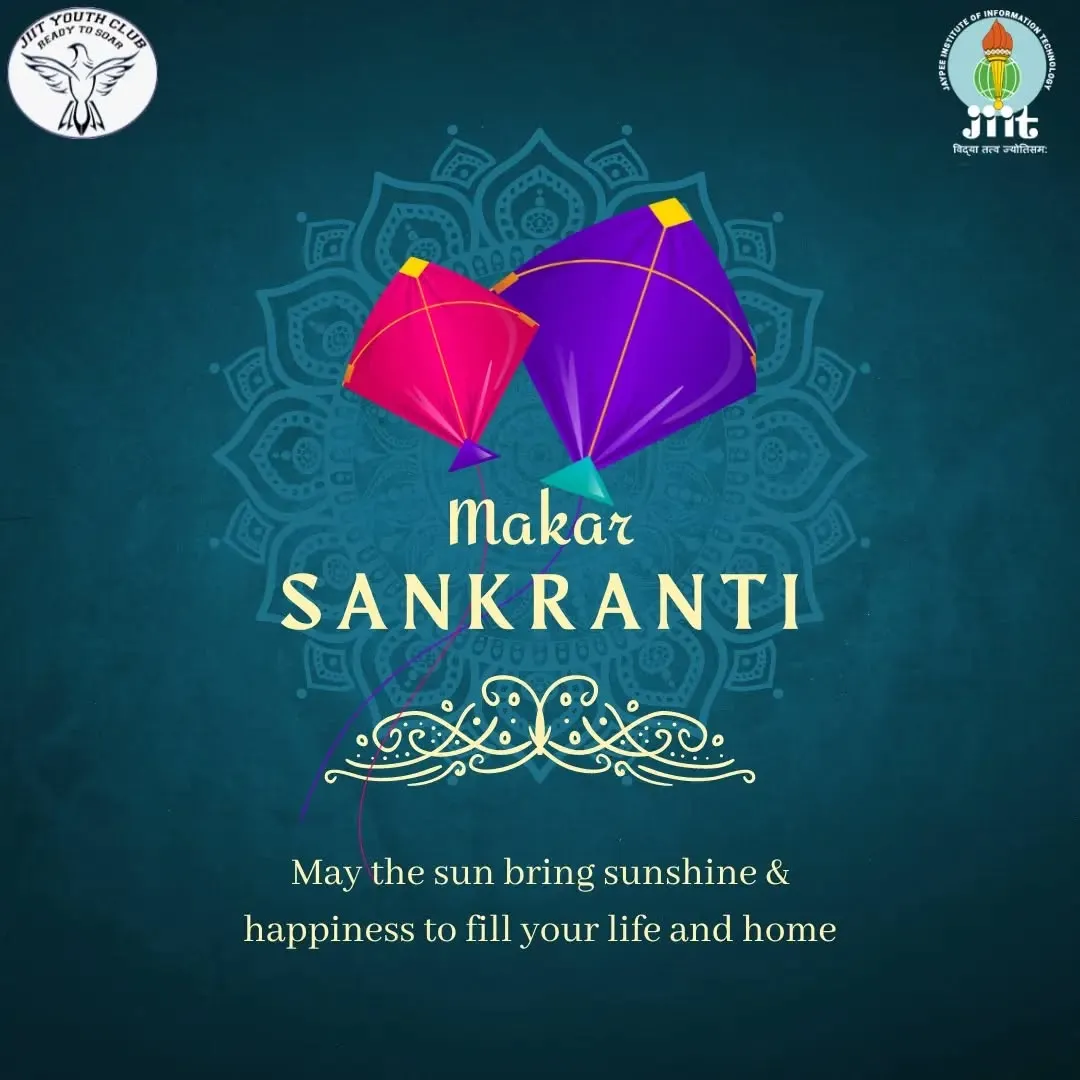 JIIT YOUTH CLUB
READY TO SOAR
JAYPEE INSTITUTE OF INFORMATION TECHNOLOGY
jiit
विद्या तत्व ज्योतिसम:
Makar
SANKRANTI
May the sun bring sunshine &
happiness to fill your life and home